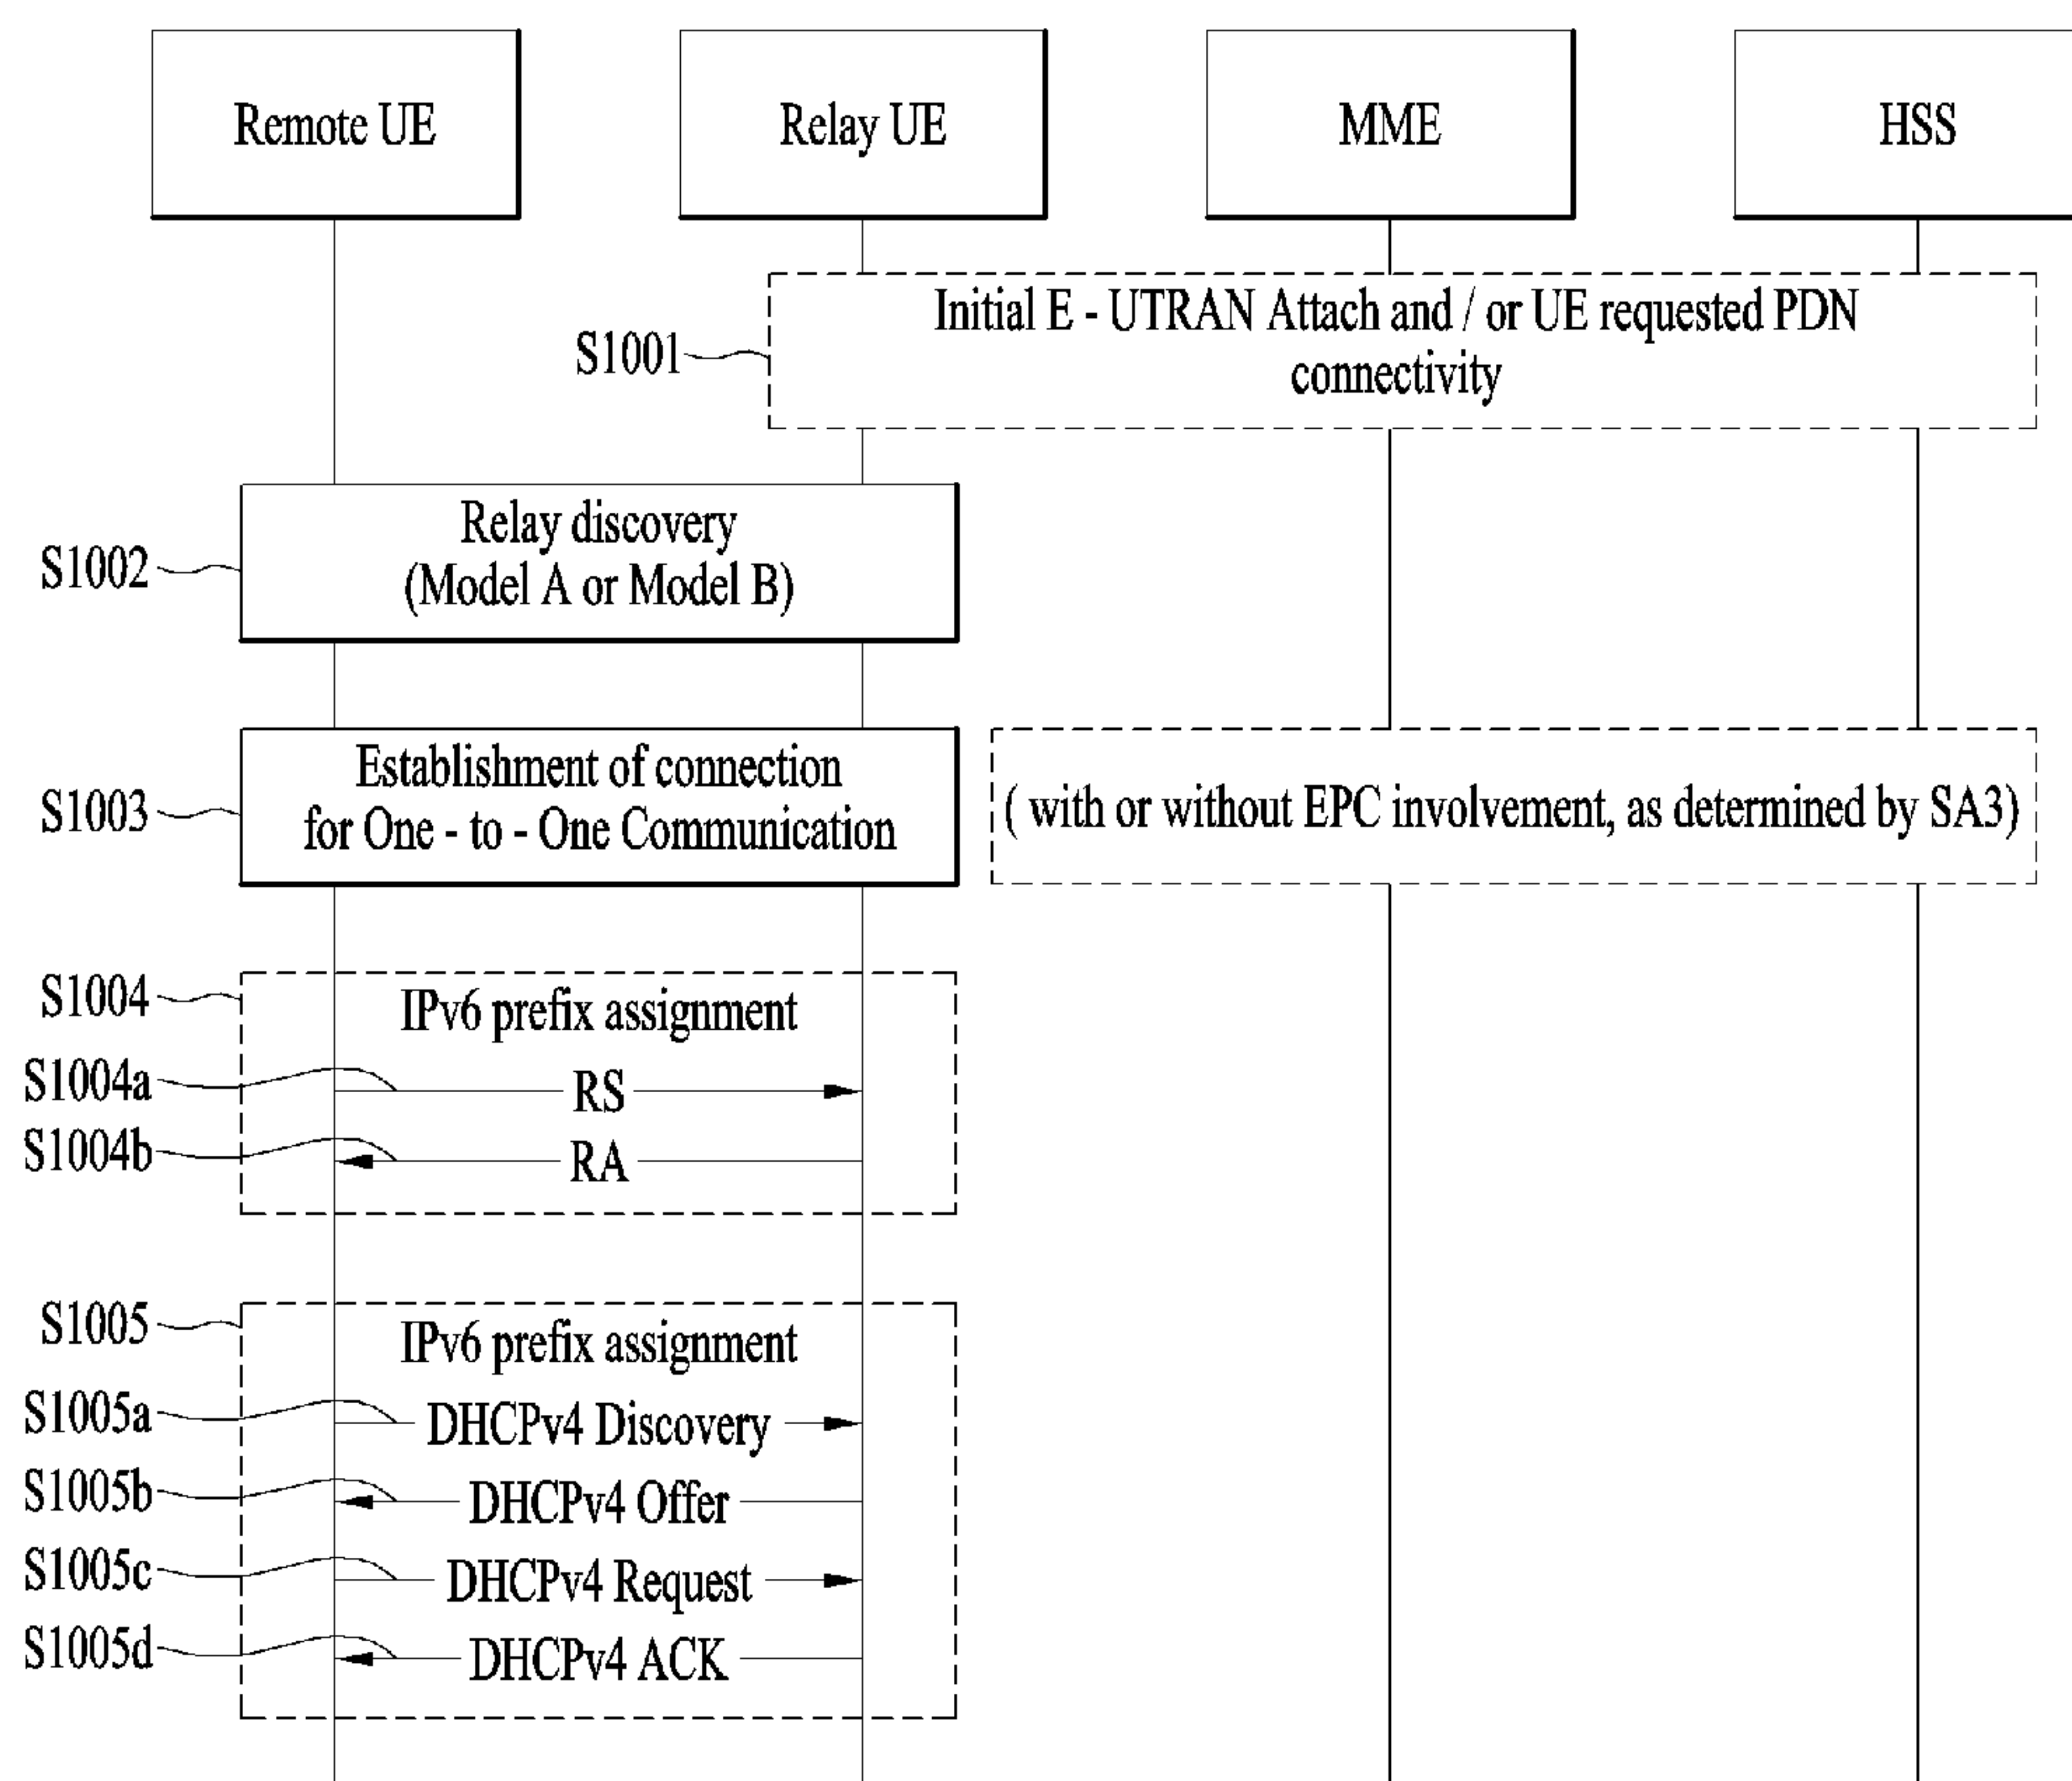 Remote UE
Relay UE
MME
HSS
S1001
Initial E - UTRAN Attach and / or UE requested PDN
connectivity
S1002
Relay discovery
(Model A or Model B)
S1003
Establishment of connection
for One - to - One Communication
( with or without EPC involvement, as determined by SA3)
S1004
IPv6 prefix assignment
S1004a
RS
S1004b
RA
S1005
IPv6 prefix assignment
S1005a
DHCPv4 Discovery
S1005b
DHCPv4 Offer
S1005c
DHCPv4 Request
S1005d
DHCPv4 ACK